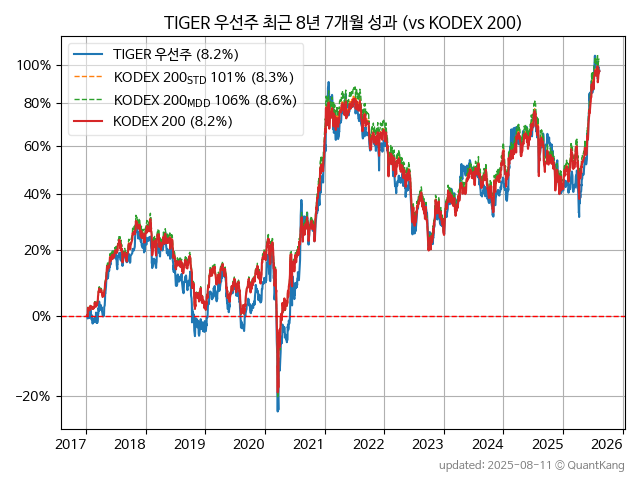 TIGER 우선주 최근 8년 7개월 성과 (vs KODEX 200)
TIGER 우선주 (8.2%)
KODEX 200STD 101% (8.3%)
KODEX 200MDD 106% (8.6%)
KODEX 200 (8.2%)
100%
80%
60%
40%
20%
0%
−20%
2017 2018 2019 2020 2021 2022 2023 2024 2025 2026
updated: 2025-08-11 © QuantKang